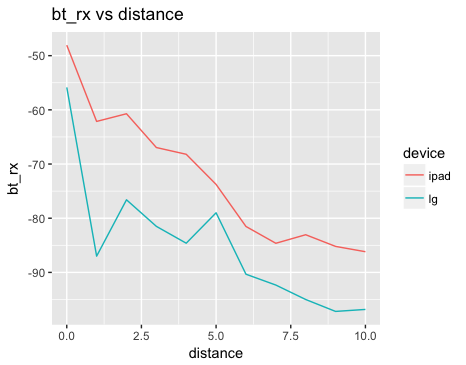 bt_rx vs distance
-50
-60
-70
-80
-90
bt_rx
0.0
2.5
5.0
7.5
10.0
distance
device
ipad
lg